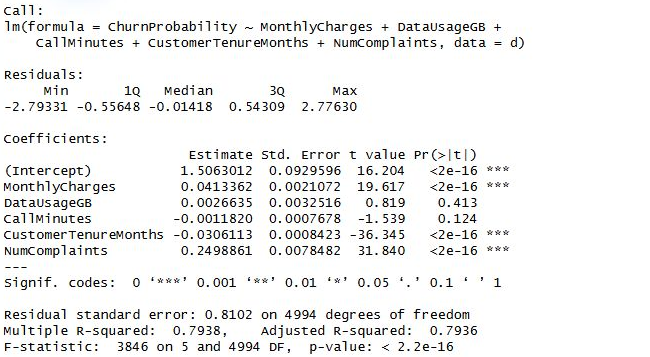 Call:
lm(formula = ChurnProbability ~ MonthlyCharges + DataUsageGB +
    CallMinutes + CustomerTenureMonths + NumComplaints, data = d)

Residuals:
     Min       1Q   Median       3Q      Max
-2.79331 -0.55648 -0.01418  0.54309  2.77630

Coefficients:
                       Estimate Std. Error t value Pr(>|t|)
(Intercept)           1.5063012  0.0929596  16.204   <2e-16 ***
MonthlyCharges        0.0413362  0.0021072  19.617   <2e-16 ***
DataUsageGB           0.0026635  0.0032516   0.819    0.413
CallMinutes          -0.0011820  0.0007678  -1.539    0.124
CustomerTenureMonths -0.0306113  0.0008423 -36.345   <2e-16 ***
NumComplaints         0.2498861  0.0078482  31.840   <2e-16 ***
---
Signif. codes:  0 ‘***’ 0.001 ‘**’ 0.01 ‘*’ 0.05 ‘.’ 0.1 ‘ ’ 1

Residual standard error: 0.8102 on 4994 degrees of freedom
Multiple R-squared:  0.7938,    Adjusted R-squared:  0.7936
F-statistic:  3846 on 5 and 4994 DF,  p-value: < 2.2e-16